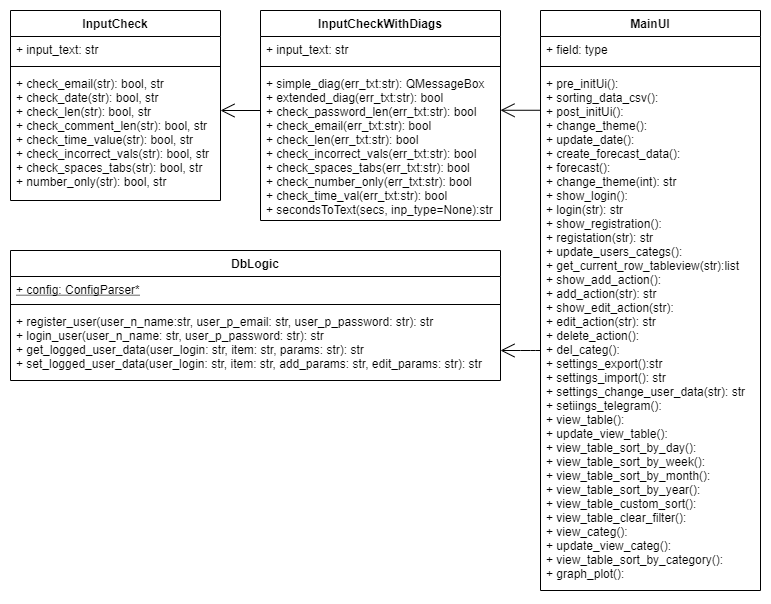 InputCheck
+ input_text: str
+ check_email(str): bool, str
+ check_date(str): bool, str
+ check_len(str): bool, str
+ check_comment_len(str): bool, str
+ check_time_value(str): bool, str
+ check_incorrect_vals(str): bool, str
+ check_spaces_tabs(str): bool, str
+ number_only(str): bool, str
InputCheckWithDiags
+ input_text: str
+ simple_diag(err_txt:str): QMessageBox
+ extended_diag(err_txt:str): bool
+ check_password_len(err_txt:str): bool
+ check_email(err_txt:str): bool
+ check_len(err_txt:str): bool
+ check_incorrect_vals(err_txt:str): bool
+ check_spaces_tabs(err_txt:str): bool
+ check_number_only(err_txt:str): bool
+ check_time_val(err_txt:str): bool
+ secondsToText(secs, inp_type=None):str
DbLogic
+ config: ConfigParser*
+ register_user(user_n_name:str, user_p_email: str, user_p_password: str): str
+ login_user(user_n_name: str, user_p_password: str): str
+ get_logged_user_data(user_login: str, item: str, params: str): str
+ set_logged_user_data(user_login: str, item: str, add_params: str, edit_params: str): str
MainUI
+ field: type
+ pre_initUi():
+ sorting_data_csv():
+ post_initUi():
+ change_theme():
+ update_date():
+ create_forecast_data():
+ forecast():
+ change_theme(int): str
+ show_login():
+ login(str): str
+ show_registration():
+ registation(str): str
+ update_users_categs():
+ get_current_row_tableview(str):list
+ show_add_action():
+ add_action(str): str
+ show_edit_action(str):
+ edit_action(str): str
+ delete_action():
+ del_categ():
+ settings_export():str
+ settings_import(): str
+ settings_change_user_data(str): str
+ setiings_telegram():
+ view_table():
+ update_view_table():
+ view_table_sort_by_day():
+ view_table_sort_by_week():
+ view_table_sort_by_month():
+ view_table_sort_by_year():
+ view_table_custom_sort():
+ view_table_clear_filter():
+ view_categ():
+ update_view_categ():
+ view_table_sort_by_category():
+ graph_plot():